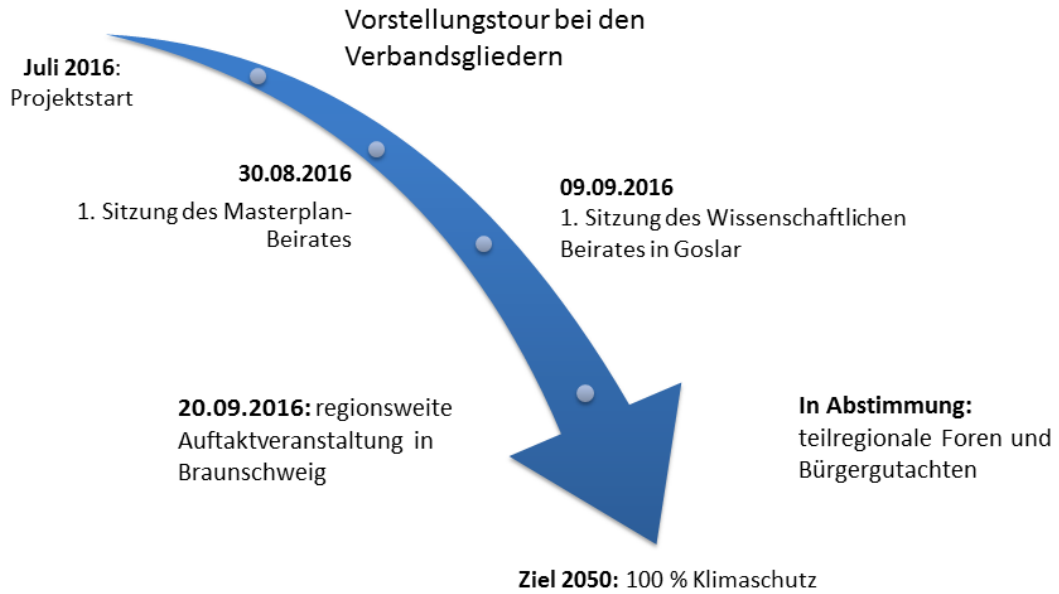 Vorstellungstour bei den
Verbandsgliedern
Juli 2016:
Projektstart
30.08.2016
1. Sitzung des Masterplan-
Beirates
09.09.2016
1. Sitzung des Wissenschaftlichen
Beirates in Goslar
20.09.2016: regionsweite
Auftaktveranstaltung in
Braunschweig
In Abstimmung:
teilregionale Foren und
Bürgergutachten
Ziel 2050: 100 % Klimaschutz